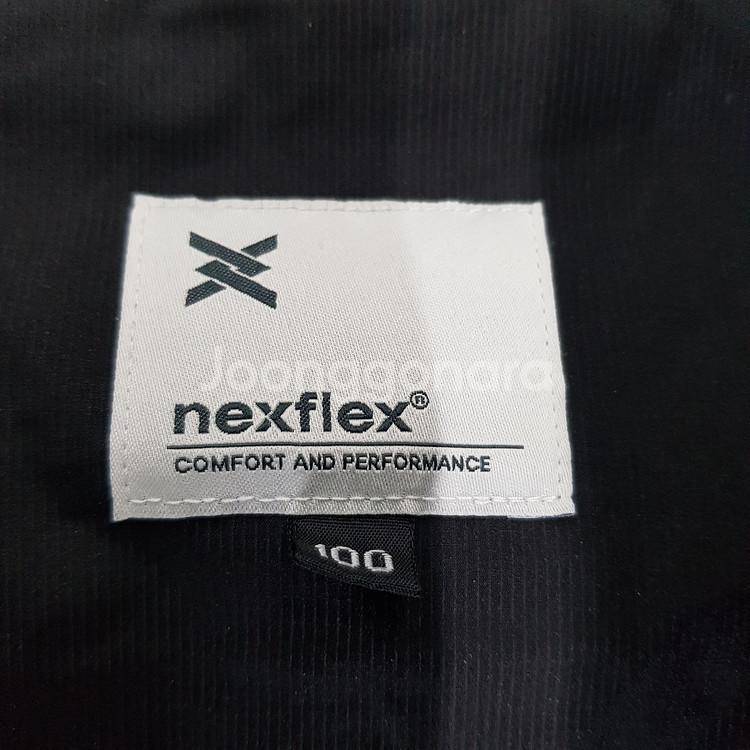 Joonggonara
nexflex®
COMFORT AND PERFORMANCE
100